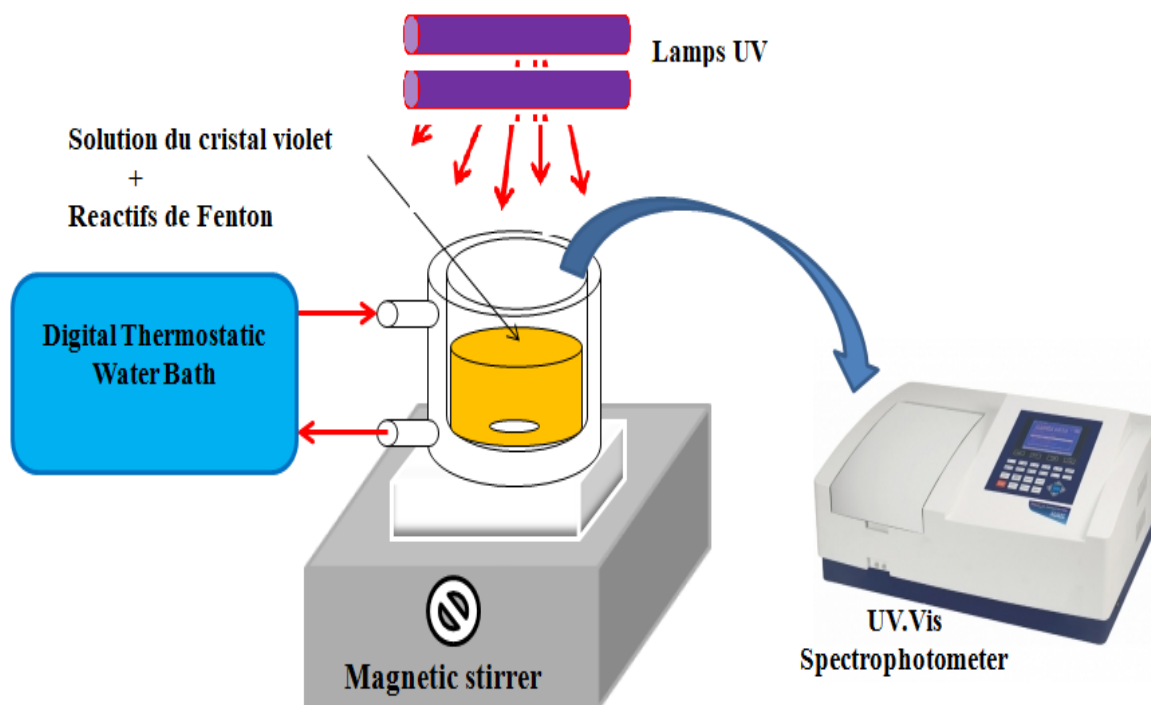 Lamps UV
Solution du cristal violet
+
Reactifs de Fenton
Digital Thermostatic
Water Bath
Magnetic stirrer
UV.Vis
Spectrophotometer